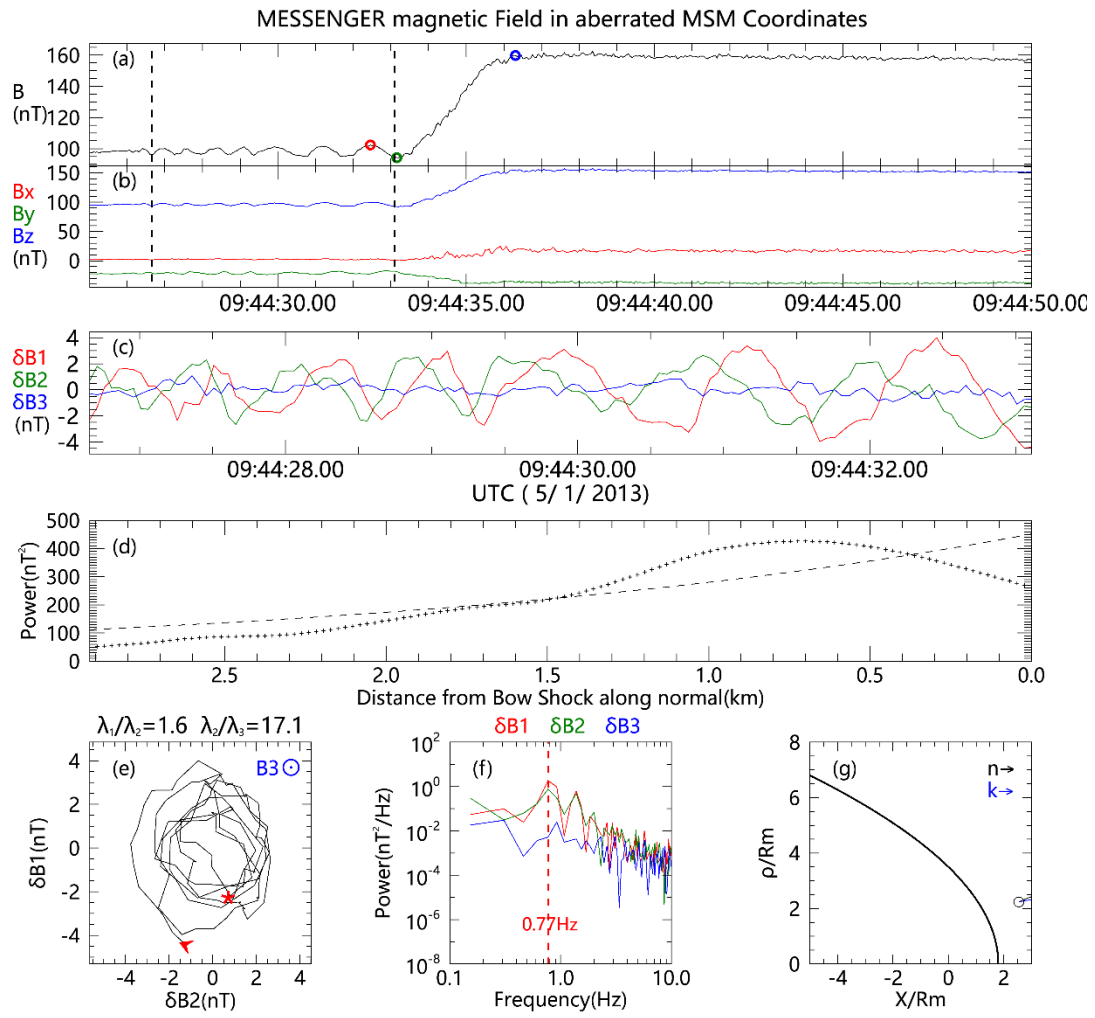 MESSENGER magnetic Field in aberrated MSM Coordinates
(a)
B
(nT)
160
140
120
100
(b)
Bx
By
Bz
(nT)
150
100
50
0
09:44:30.00 09:44:35.00 09:44:40.00 09:44:45.00 09:44:50.00
(c)
δB1
δB2
δB3
(nT)
4
2
0
-2
-4
09:44:28.00 09:44:30.00 09:44:32.00
UTC ( 5/ 1/ 2013)
(d)
Power(nT²)
500
400
300
200
100
0
2.5 2.0 1.5 1.0 0.5 0.0
Distance from Bow Shock along normal(km)
λ₁/λ₂=1.6 λ₂/λ₃=17.1
(e)
B3⊙
δB1(nT)
4
2
0
-2
-4
-4 -2 0 2 4
δB2(nT)
δB1 δB2 δB3
(f)
Power(nT²/Hz)
10²
10⁰
10⁻²
10⁻⁴
10⁻⁶
10⁻⁸
0.77Hz
0.1 1.0 10.0
Frequency(Hz)
(g)
n→
k→
ρ/Rm
8
6
4
2
0
-4 -2 0 2
X/Rm